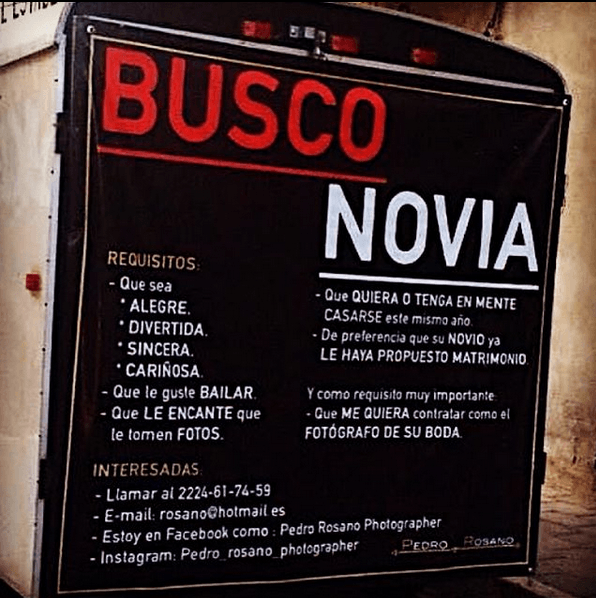 BUSCO
NOVIA
REQUISITOS:
- Que sea
* ALEGRE.
* DIVERTIDA.
* SINCERA.
* CARIÑOSA.
- Que le guste BAILAR.
- Que LE ENCANTE que
le tomen FOTOS.
- Que QUIERA O TENGA EN MENTE
CASARSE este mismo año.
- De preferencia que su NOVIO ya
LE HAYA PROPUESTO MATRIMONIO.
Y como requisito muy importante:
- Que ME QUIERA contratar como el
FOTÓGRAFO DE SU BODA.
INTERESADAS:
- Llamar al 2224-61-74-59
- E-mail: rosano@hotmail.es
- Estoy en Facebook como : Pedro Rosano Photographer
- Instagram: Pedro_rosano_photographer
PEDRO ROSANO